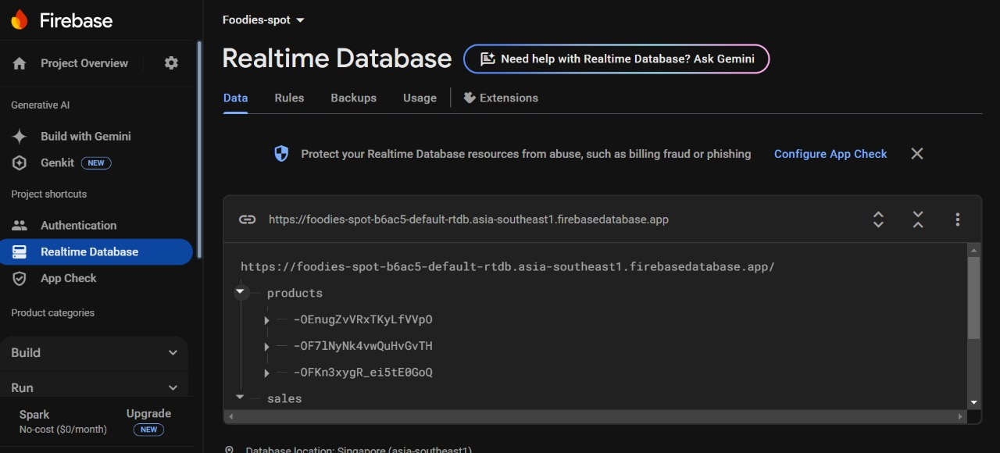 Firebase
Project Overview
Generative AI
Build with Gemini
Genkit NEW
Project shortcuts
Authentication
Realtime Database
App Check
Product categories
Build
Run
Spark
No-cost ($0/month)
Upgrade
NEW
Foodies-spot
Realtime Database
Need help with Realtime Database? Ask Gemini
Data Rules Backups Usage Extensions
Protect your Realtime Database resources from abuse, such as billing fraud or phishing Configure App Check
https://foodies-spot-b6ac5-default-rtdb.asia-southeast1.firebasedatabase.app
https://foodies-spot-b6ac5-default-rtdb.asia-southeast1.firebasedatabase.app/
products
-OEnugZvVRxTKyLfVVpO
-OF7lNyNk4vwQuHvGvTH
-OFKn3xygR_ei5tE0GoQ
sales
Database location: Singapore (asia-southeast1)